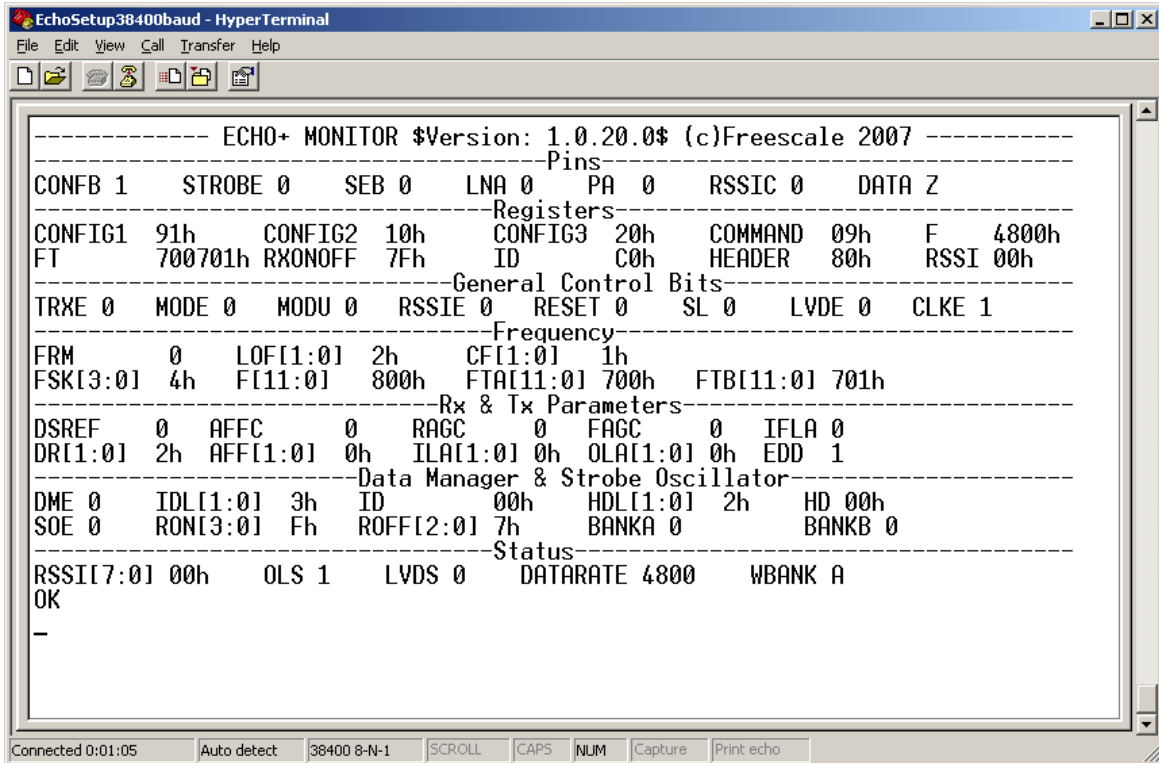 EchoSetup38400baud - HyperTerminal
File Edit View Call Transfer Help
------------- ECHO+ MONITOR $Version: 1.0.20.0$ (c)Freescale 2007 -----------
--------------------------------------Pins-----------------------------------
CONFB 1 STROBE 0 SEB 0 LNA 0 PA 0 RSSIC 0 DATA Z
----------------------------------Registers----------------------------------
CONFIG1 91h CONFIG2 10h CONFIG3 20h COMMAND 09h F 4800h
FT 700701h RXONOFF 7Fh ID C0h HEADER 80h RSSI 00h
-------------------------------General Control Bits--------------------------
TRXE 0 MODE 0 MODU 0 RSSIE 0 RESET 0 SL 0 LVDE 0 CLKE 1
----------------------------------Frequency----------------------------------
FRM 0 LOF[1:0] 2h CF[1:0] 1h
FSK[3:0] 4h F[11:0] 800h FTA[11:0] 700h FTB[11:0] 701h
------------------------------Rx & Tx Parameters-----------------------------
DSREF 0 AFFC 0 RAGC 0 FAGC 0 IFLA 0
DR[1:0] 2h AFF[1:0] 0h ILA[1:0] 0h OLA[1:0] 0h EDD 1
------------------------Data Manager & Strobe Oscillator---------------------
DME 0 IDL[1:0] 3h ID 00h HDL[1:0] 2h HD 00h
SOE 0 RON[3:0] Fh ROFF[2:0] 7h BANKA 0 BANKB 0
----------------------------------Status-------------------------------------
RSSI[7:0] 00h OLS 1 LVDS 0 DATARATE 4800 WBANK A
OK
_
Connected 0:01:05 Auto detect 38400 8-N-1 SCROLL CAPS NUM Capture Print echo